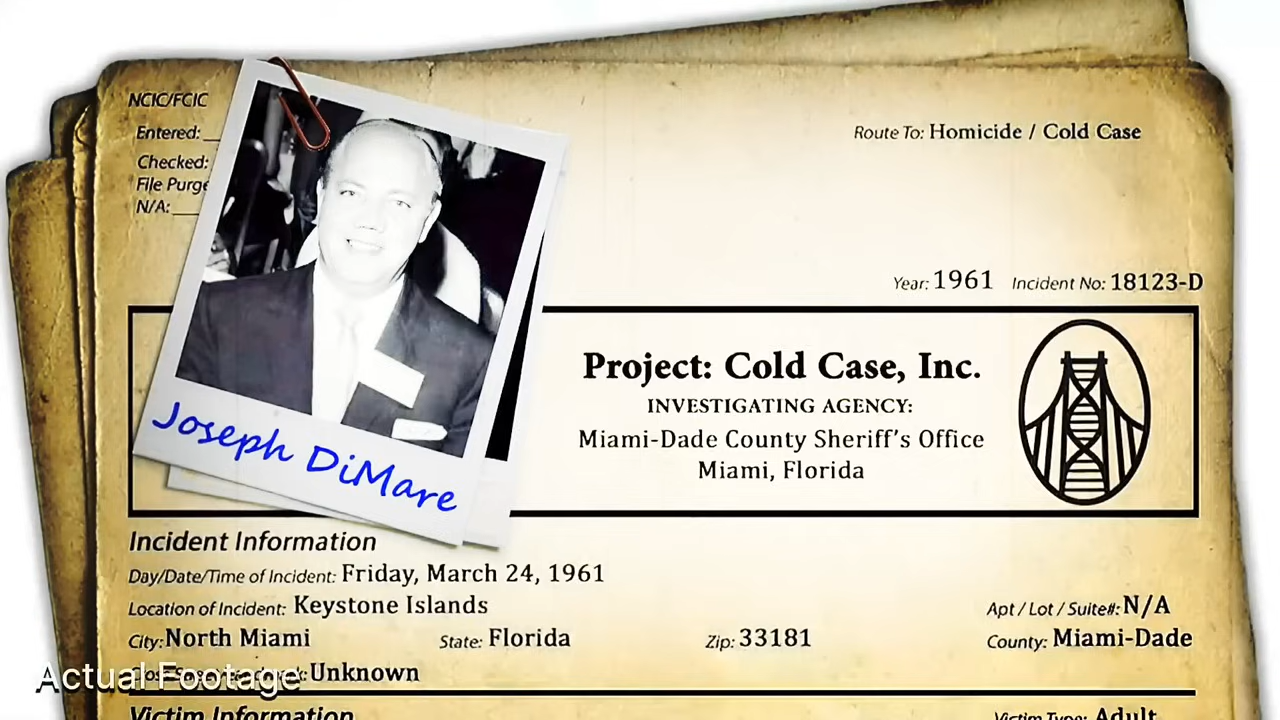 NCIC/FCIC
Route To: Homicide / Cold Case
Entered:
Checked:
File Purge
N/A:
Year: 1961 Incident No: 18123-D
Project: Cold Case, Inc.
INVESTIGATING AGENCY:
Miami-Dade County Sheriff's Office
Miami, Florida
Joseph DiMare
Incident Information
Day/Date/Time of Incident: Friday, March 24, 1961
Location of Incident: Keystone Islands Apt / Lot / Suite#: N/A
City: North Miami State: Florida Zip: 33181 County: Miami-Dade
Unknown
Actual Footage
Victim Information Victim Type: Adult